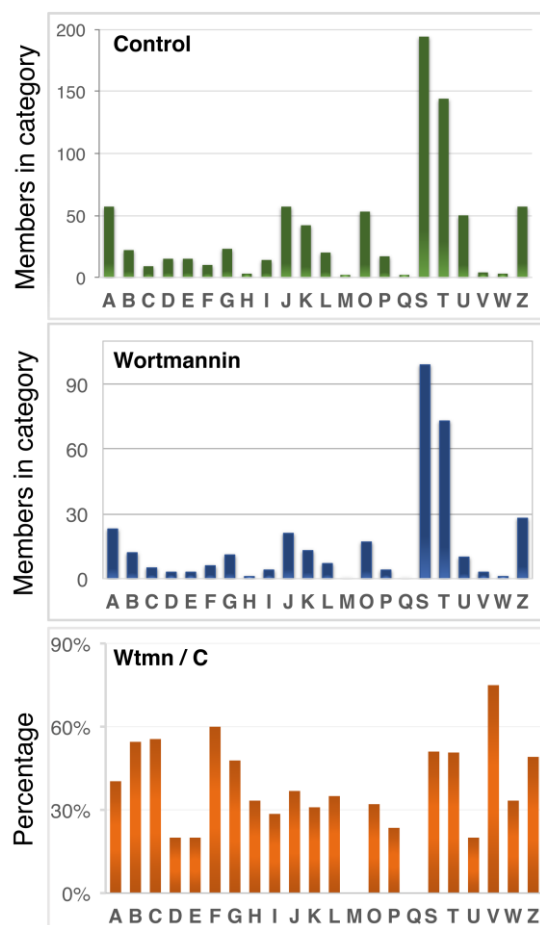 Control
Members in category
200
150
100
50
0
A B C D E F G H I J K L M O P Q S T U V W Z
Wortmannin
Members in category
90
60
30
0
A B C D E F G H I J K L M O P Q S T U V W Z
Wtmn / C
Percentage
90%
60%
30%
0%
A B C D E F G H I J K L M O P Q S T U V W Z